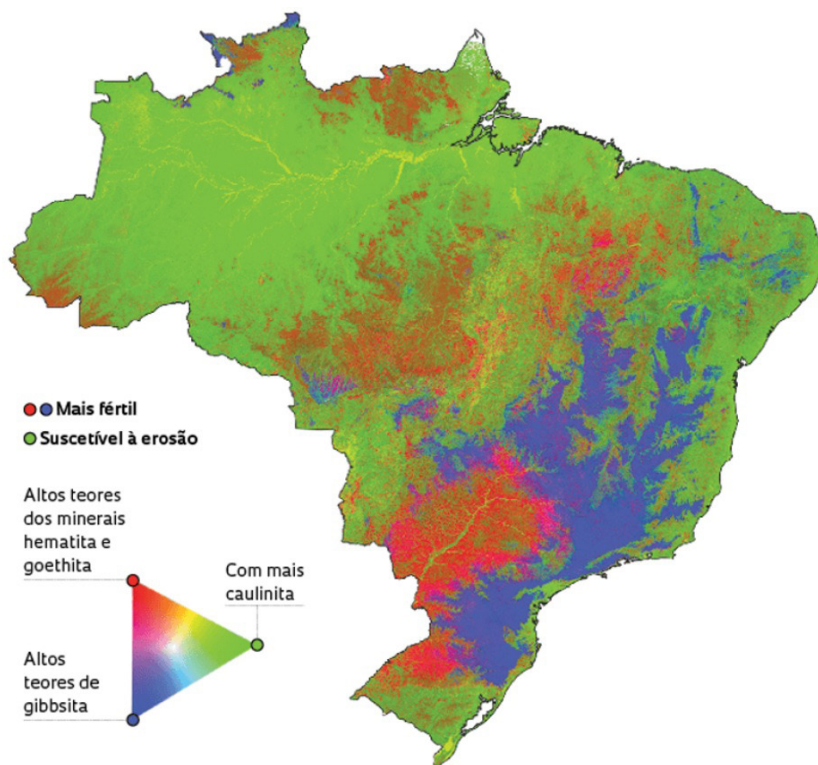 Mais fértil
Suscetível à erosão
Altos teores
dos minerais
hematita e
goethita
Com mais
caulinita
Altos
teores de
gibbsita